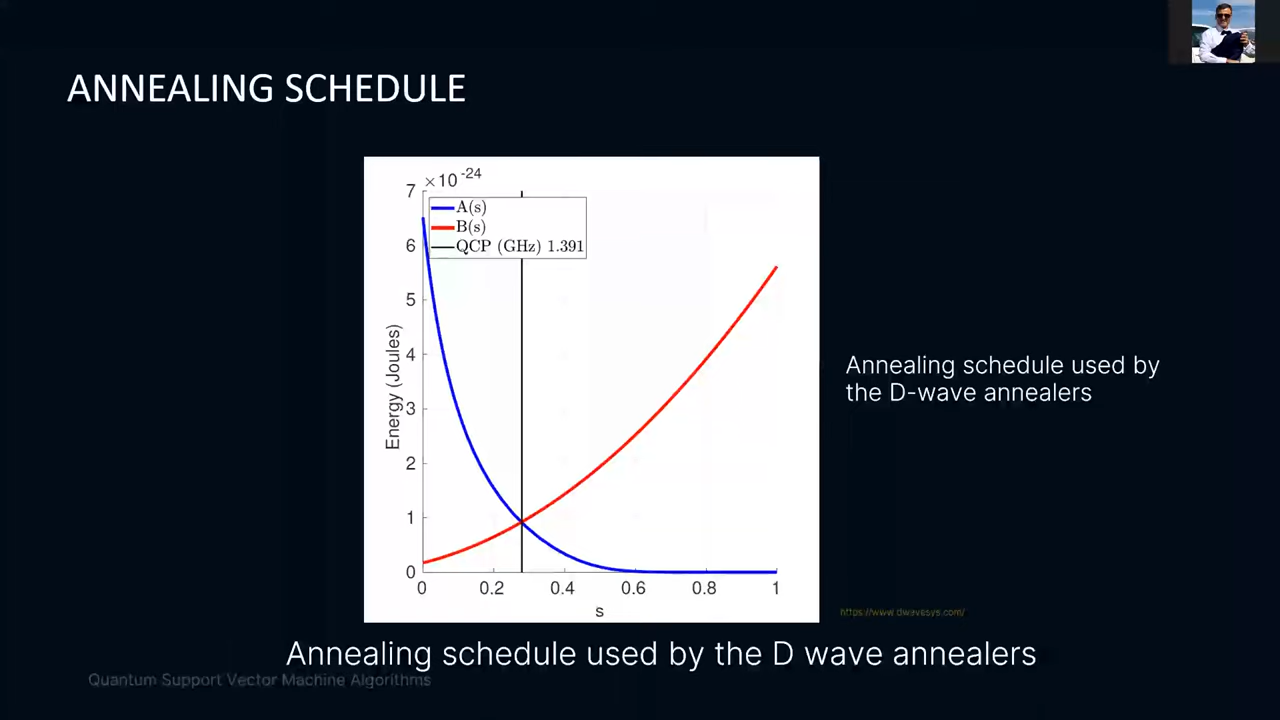 ANNEALING SCHEDULE
×10 -24
7
6
5
4
3
2
1
0
A(s)
B(s)
QCP (GHz) 1.391
Energy (Joules)
0 0.2 0.4 0.6 0.8 1
s
Annealing schedule used by
the D-wave annealers
https://www.dwavesys.com/
Annealing schedule used by the D wave annealers
Quantum Support Vector Machine Algorithms